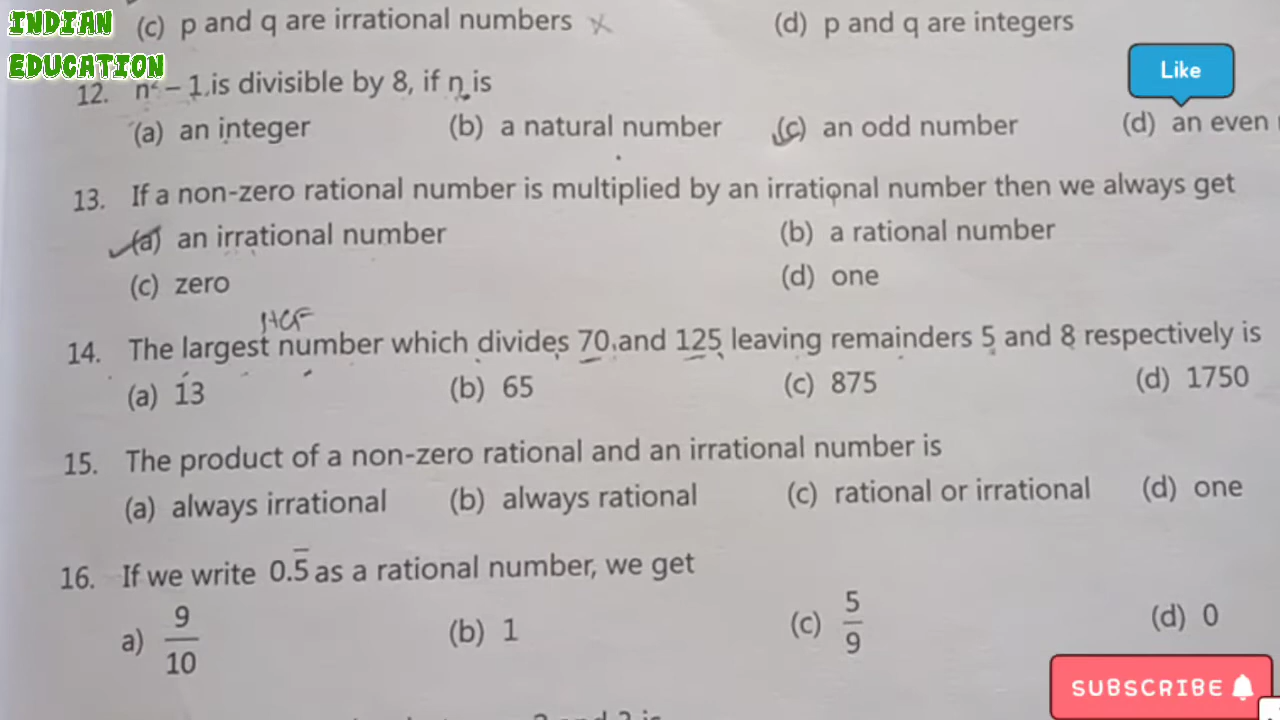 INDIAN
EDUCATION
(c) p and q are irrational numbers ×
(d) p and q are integers
Like
12. n² – 1 is divisible by 8, if n is
(a) an integer (b) a natural number (c) an odd number (d) an even
13. If a non-zero rational number is multiplied by an irrational number then we always get
(a) an irrational number (b) a rational number
(c) zero (d) one
HCF
14. The largest number which divides 70 and 125 leaving remainders 5 and 8 respectively is
(a) 13 (b) 65 (c) 875 (d) 1750
15. The product of a non-zero rational and an irrational number is
(a) always irrational (b) always rational (c) rational or irrational (d) one
16. If we write 0.5̅ as a rational number, we get
a) 9/10 (b) 1 (c) 5/9 (d) 0
SUBSCRIBE